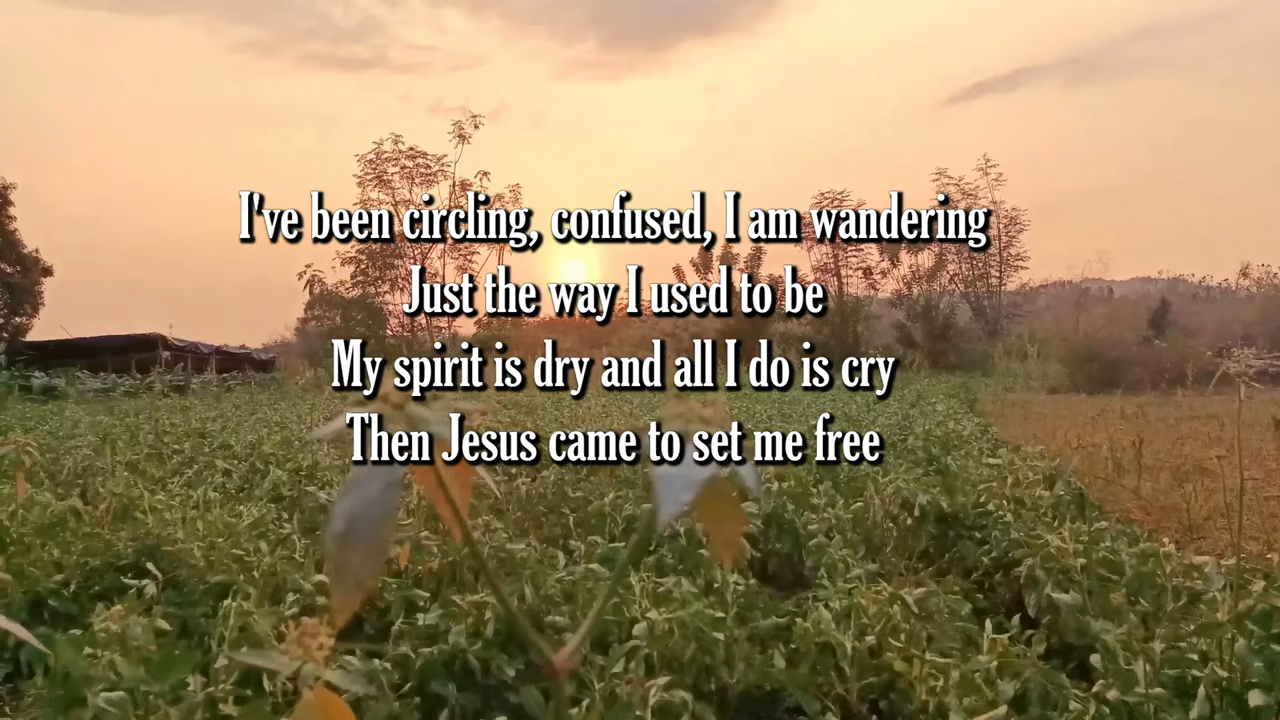 I've been circling, confused, I am wandering
Just the way I used to be
My spirit is dry and all I do is cry
Then Jesus came to set me free